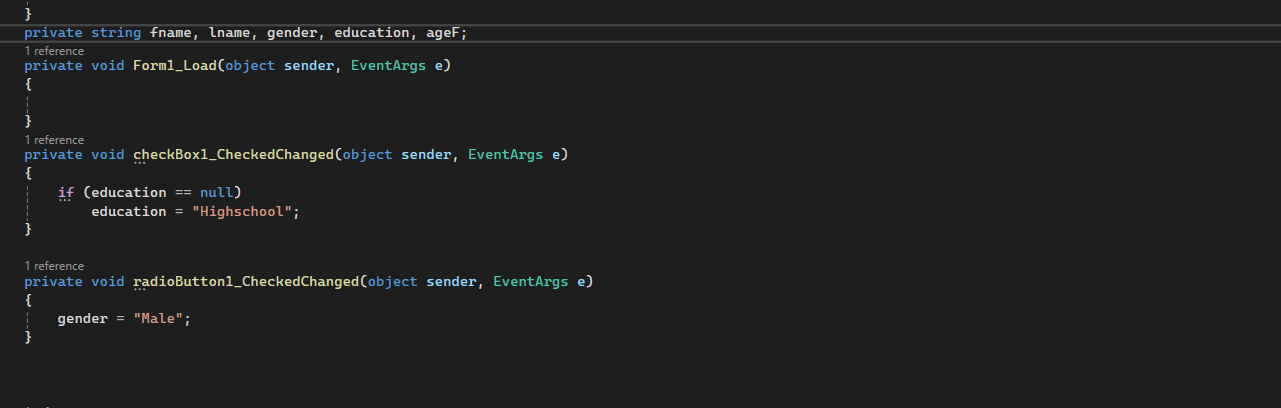 }
private string fname, lname, gender, education, ageF;
1 reference
private void Form1_Load(object sender, EventArgs e)
{
}
1 reference
private void checkBox1_CheckedChanged(object sender, EventArgs e)
{
if (education == null)
education = "Highschool";
}
1 reference
private void radioButton1_CheckedChanged(object sender, EventArgs e)
{
gender = "Male";
}